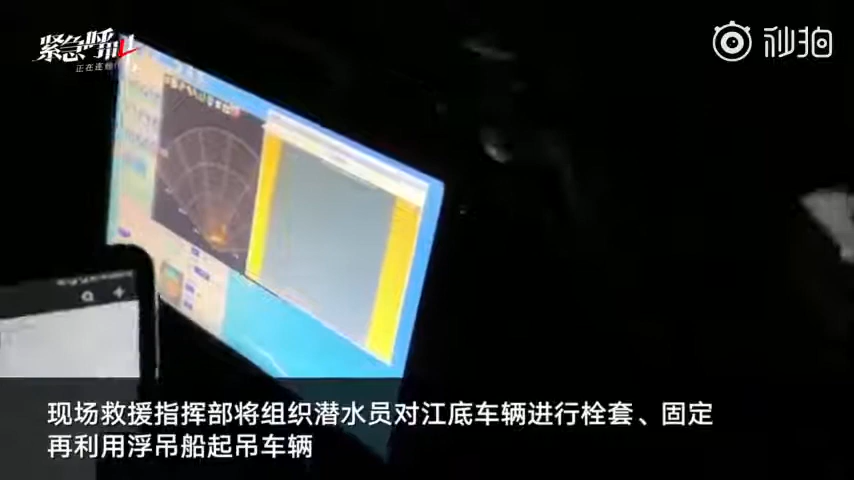 紧急呼叫
秒拍
现场救援指挥部将组织潜水员对江底车辆进行栓套、固定
再利用浮吊船起吊车辆